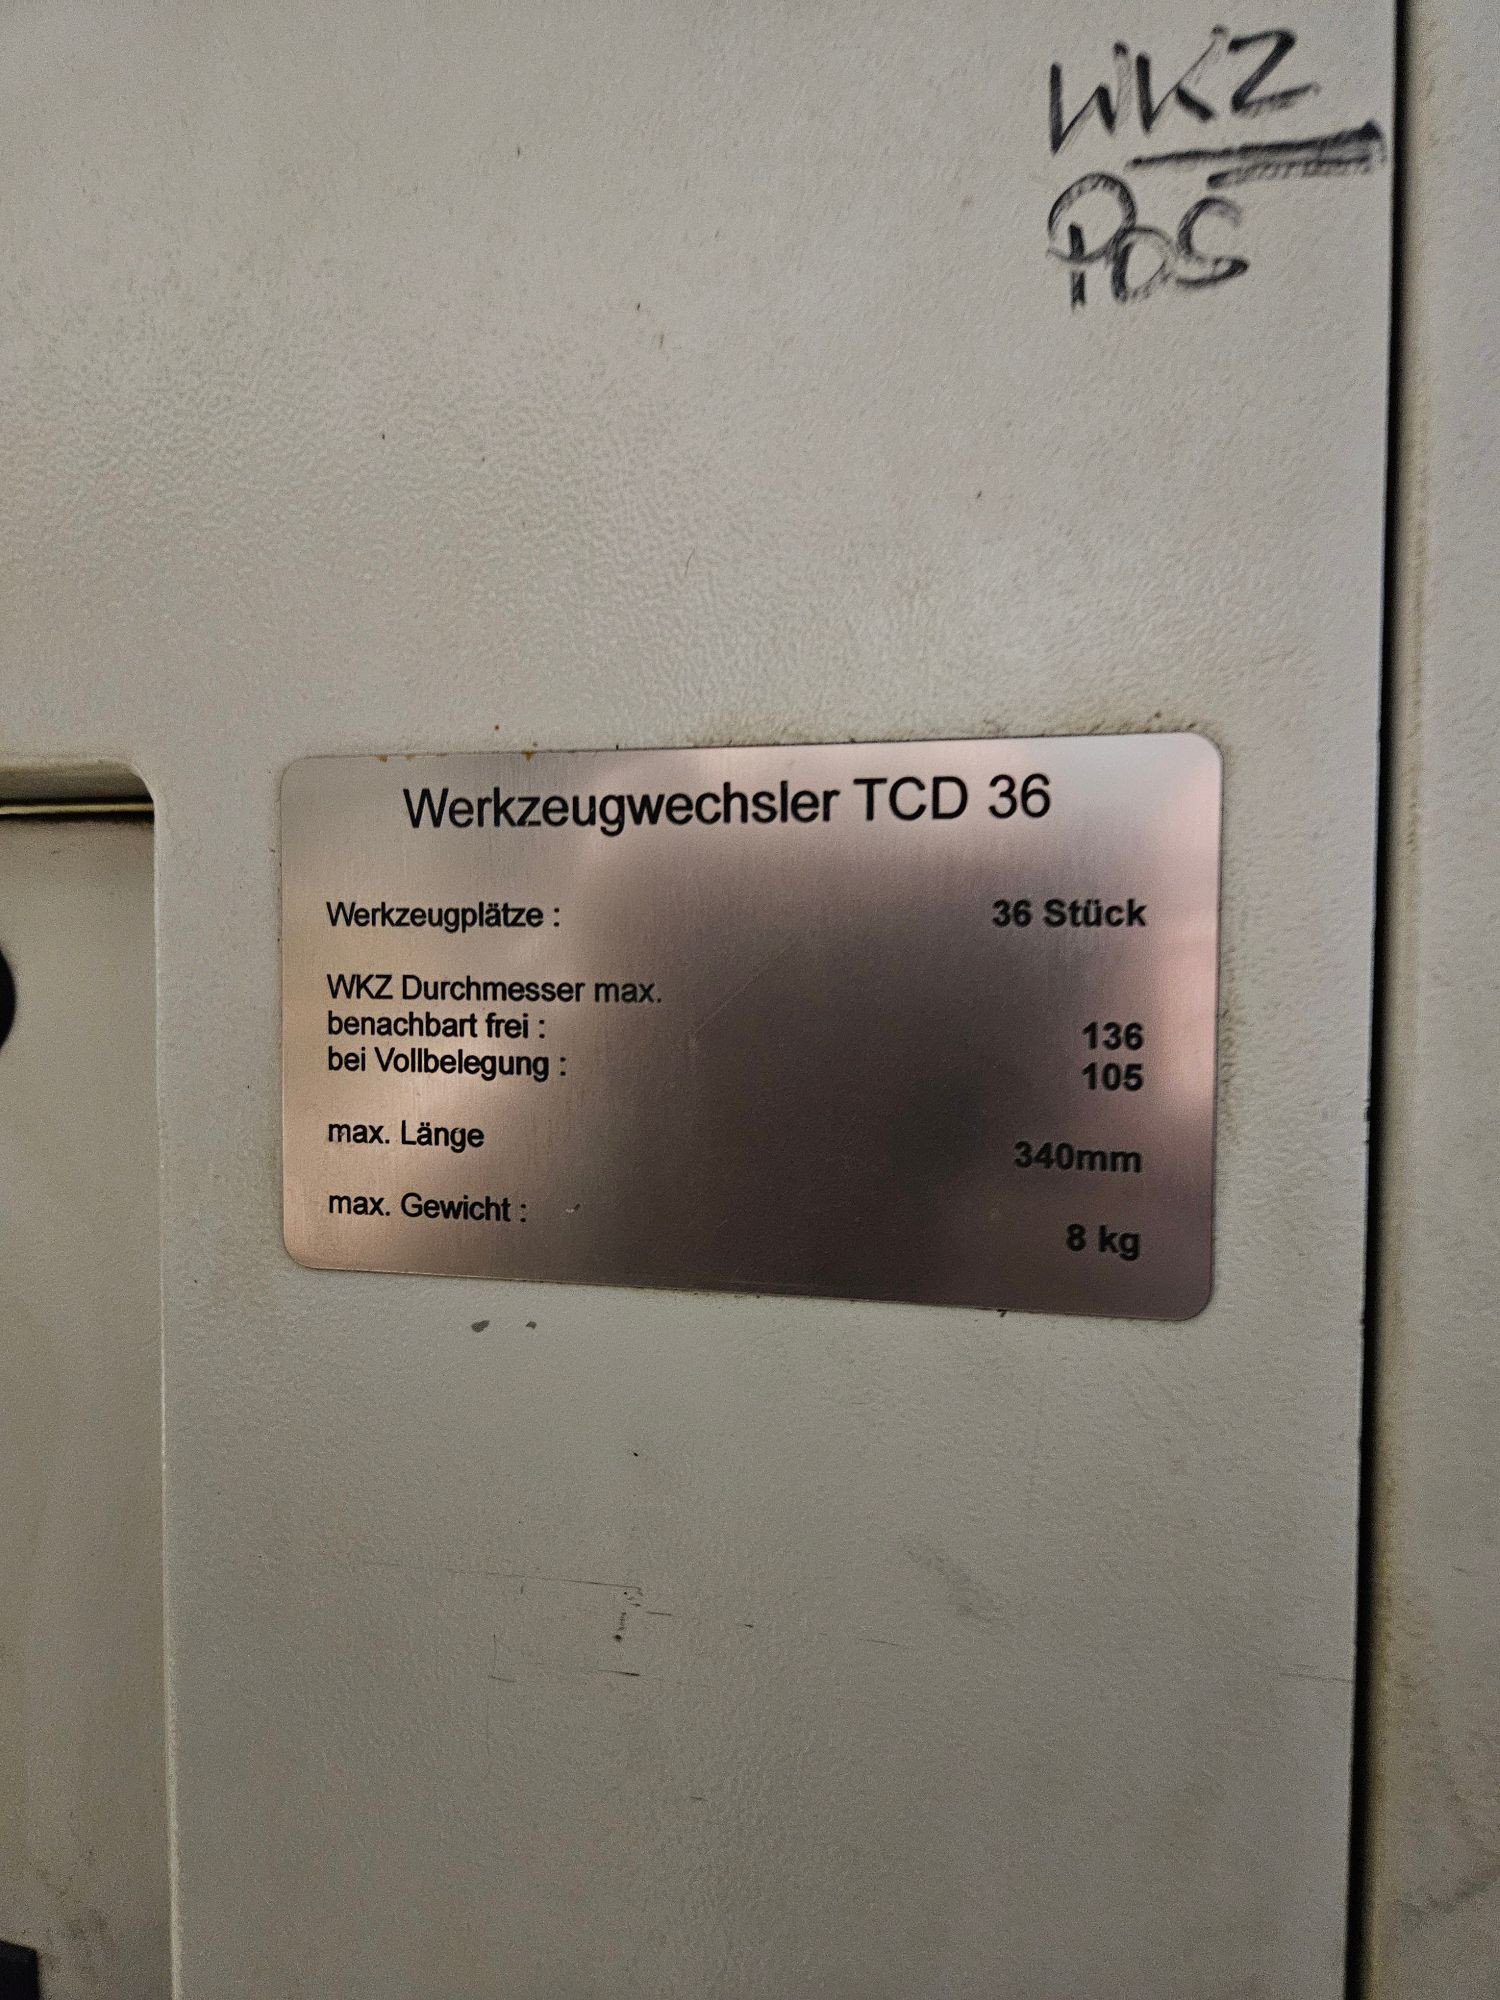 WKZ
POS
Werkzeugwechsler TCD 36
Werkzeugplätze : 36 Stück
WKZ Durchmesser max.
benachbart frei : 136
bei Vollbelegung : 105
max. Länge 340mm
max. Gewicht : 8 kg